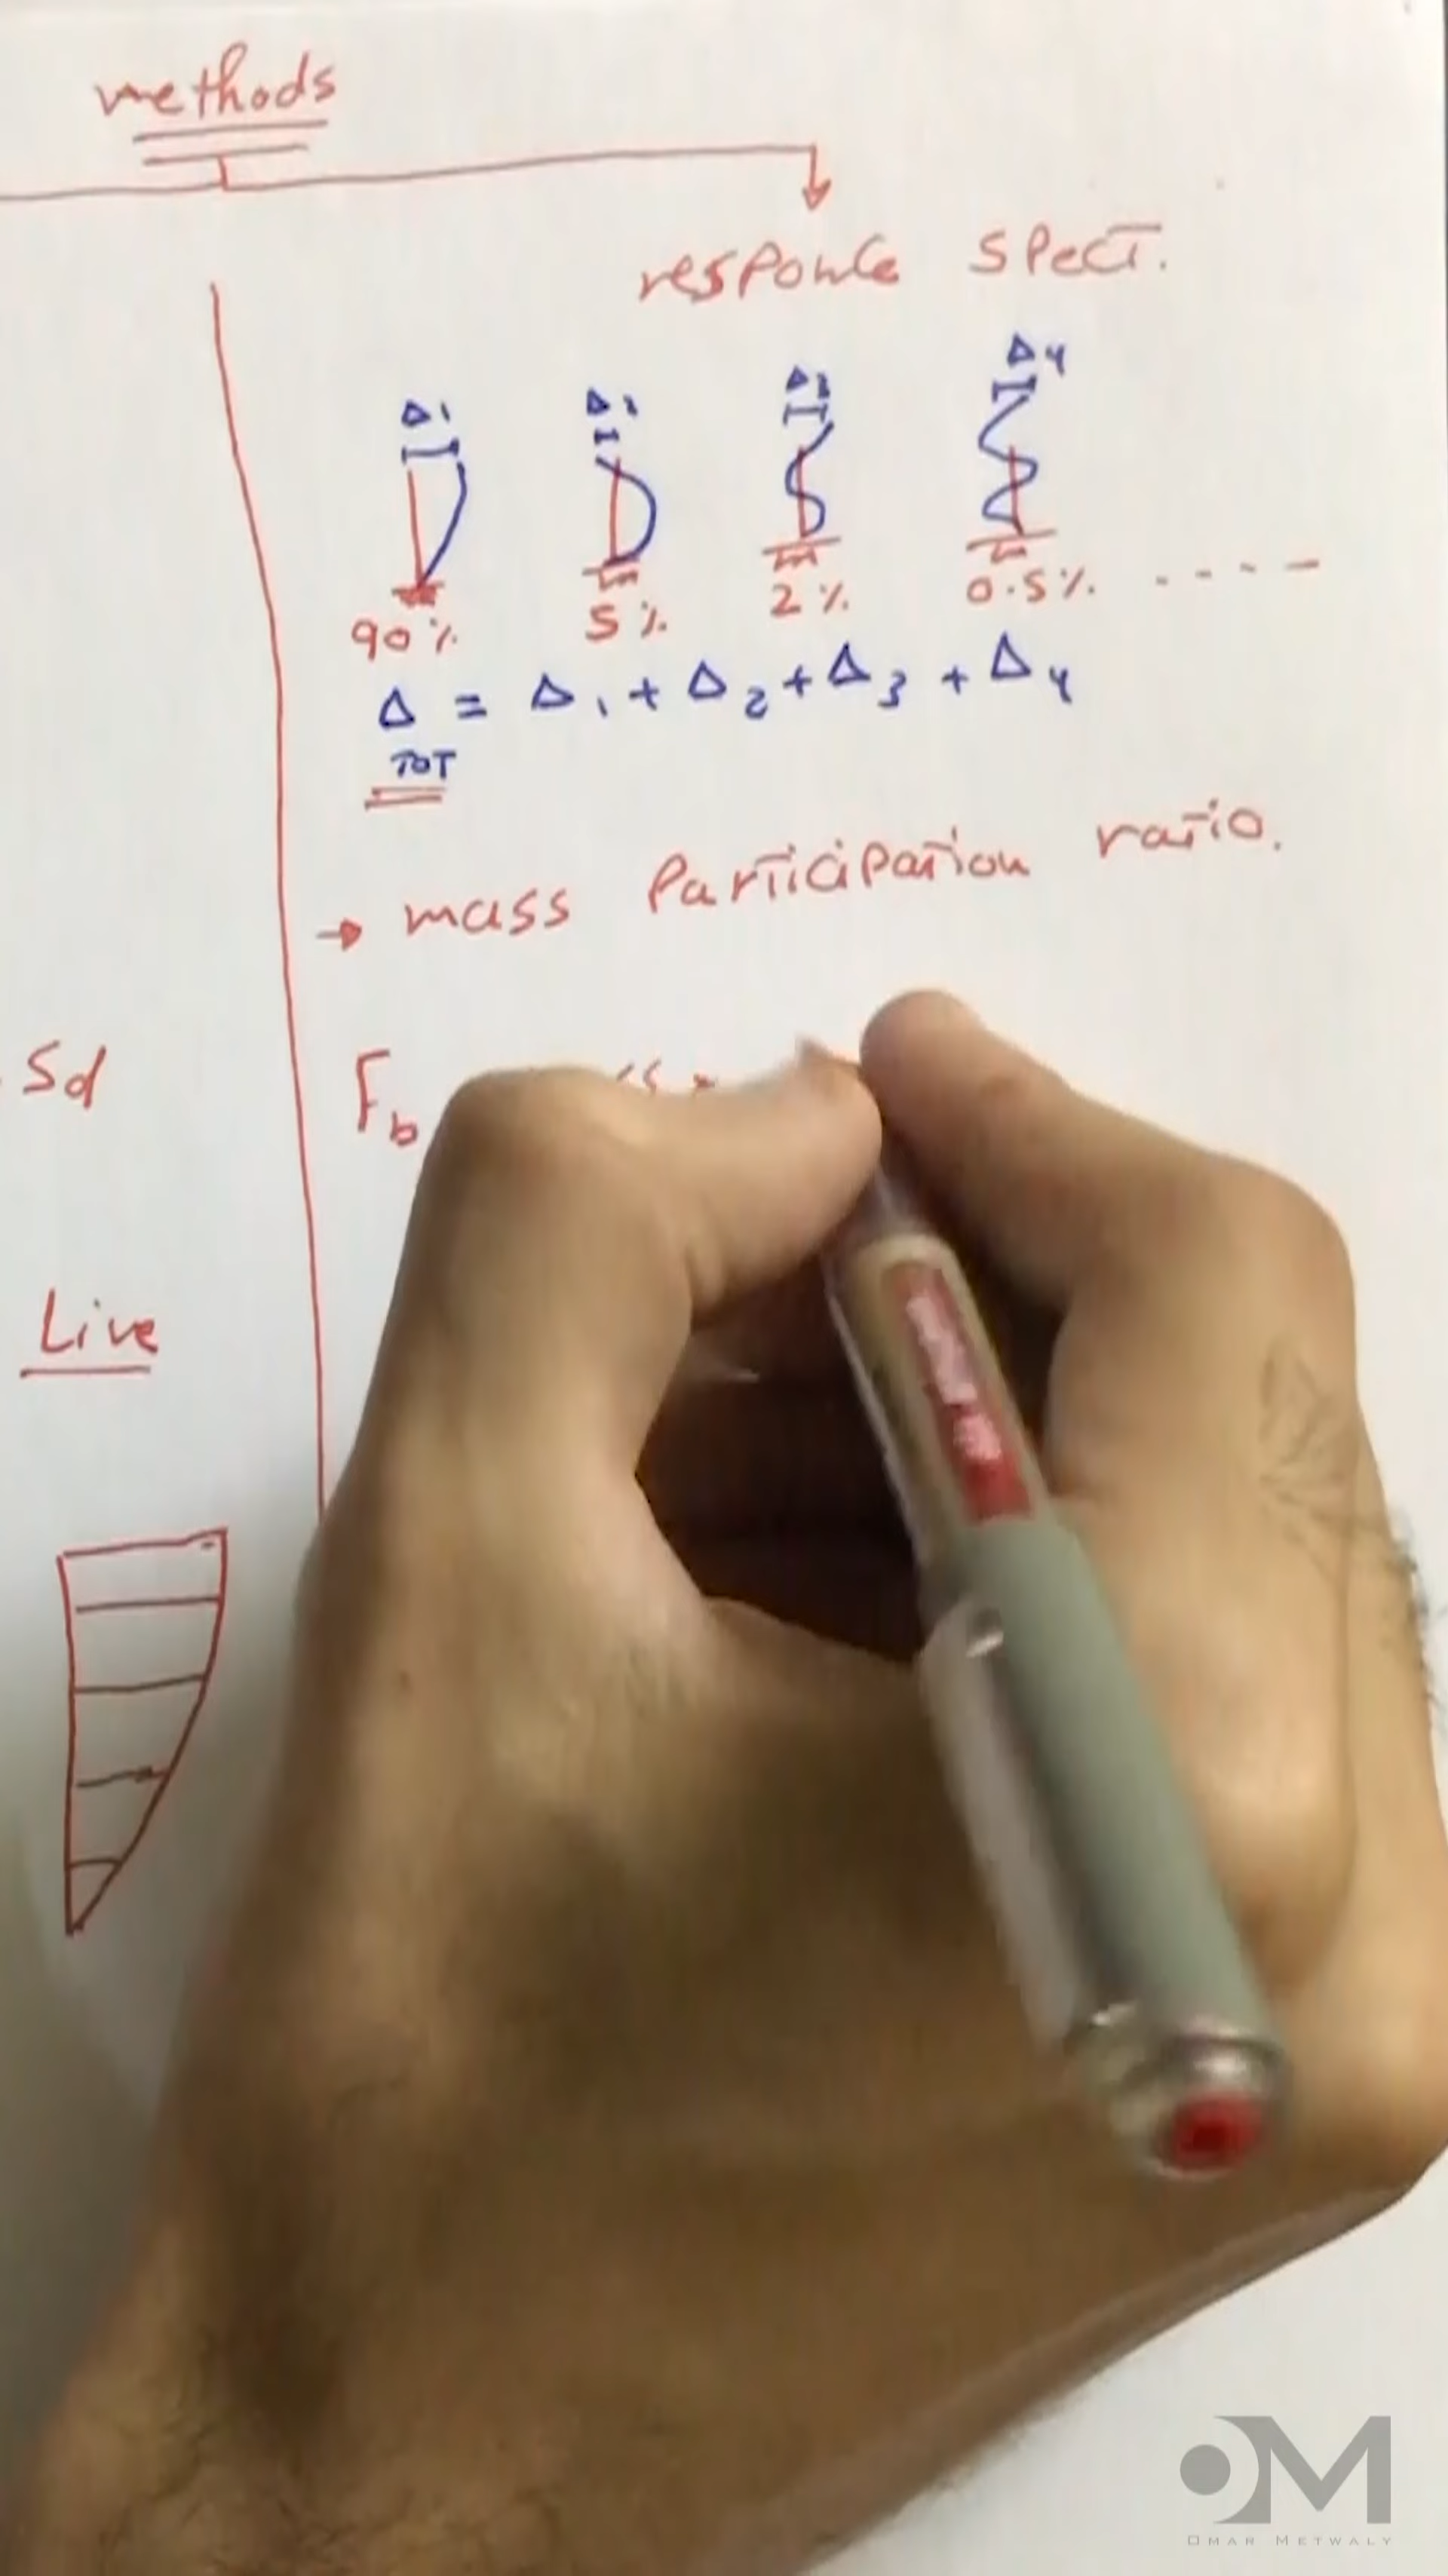 methods
responce spect.
Δ1 Δ2 Δ3 Δ4
90% 5% 2% 0.5% ----
Δ = Δ1 + Δ2 + Δ3 + Δ4
TOT
→ mass Participation ratio.
Sd
Fb
Live
OM
OMAR METWALY